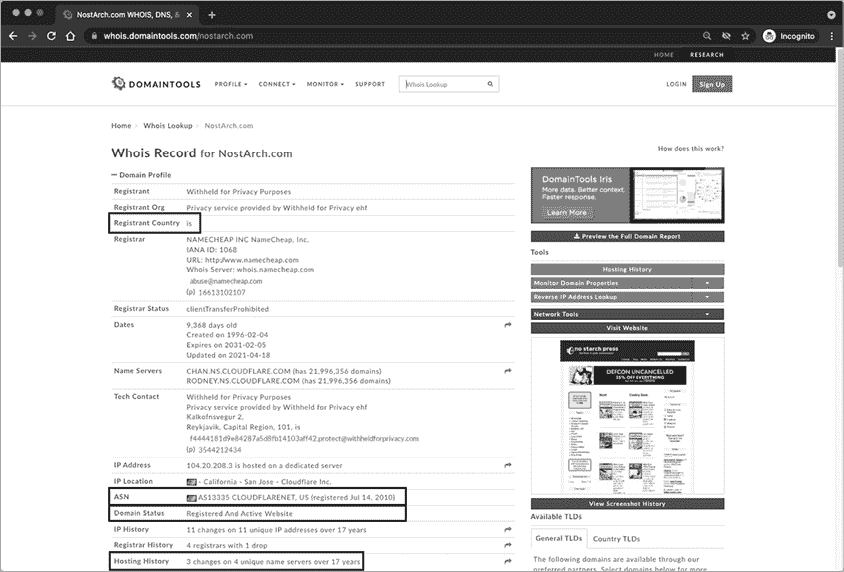 NostArch.com WHOIS, DNS, &
whois.domaintools.com/nostarch.com
Incognito
HOME
RESEARCH
DOMAINTOOLS
PROFILE
CONNECT
MONITOR
SUPPORT
Whois Lookup
LOGIN
Sign Up
Home
Whois Lookup
NostArch.com
How does this work?
Whois Record for NostArch.com
Domain Profile
Registrant Withheld for Privacy Purposes
Registrant Org Privacy service provided by Withheld for Privacy ehf
Registrant Country is
Registrar NAMECHEAP INC NameCheap, Inc.
IANA ID: 1068
URL: http://www.namecheap.com
Whois Server: whois.namecheap.com
abuse@namecheap.com
(p) 16613102107
Registrar Status clientTransferProhibited
Dates 9,368 days old
Created on 1996-02-04
Expires on 2031-02-05
Updated on 2021-04-18
Name Servers CHAN.NS.CLOUDFLARE.COM (has 21,996,356 domains)
RODNEY.NS.CLOUDFLARE.COM (has 21,996,356 domains)
Tech Contact Withheld for Privacy Purposes
Privacy service provided by Withheld for Privacy ehf
Kalkofnsvegur 2,
Reykjavik, Capital Region, 101, is
f4444181d9e84287a5d8fb14103aff42.protect@withheldforprivacy.com
(p) 3544212434
IP Address 104.20.208.3 is hosted on a dedicated server
IP Location - California - San Jose - Cloudflare Inc.
ASN AS13335 CLOUDFLARENET, US (registered Jul 14, 2010)
Domain Status Registered And Active Website
IP History 11 changes on 11 unique IP addresses over 17 years
Registrar History 4 registrars with 1 drop
Hosting History 3 changes on 4 unique name servers over 17 years
DomainTools Iris
More data. Better context.
Faster response.
Learn More
Preview the Full Domain Report
Tools
Hosting History
Monitor Domain Properties
Reverse IP Address Lookup
Network Tools
Visit Website
no starch press
DEFCON UNCANCELLED
35% OFF EVERYTHING
View Screenshot History
Available TLDs
General TLDs
Country TLDs
The following domains are available through our
preferred partners. Select domains below for more